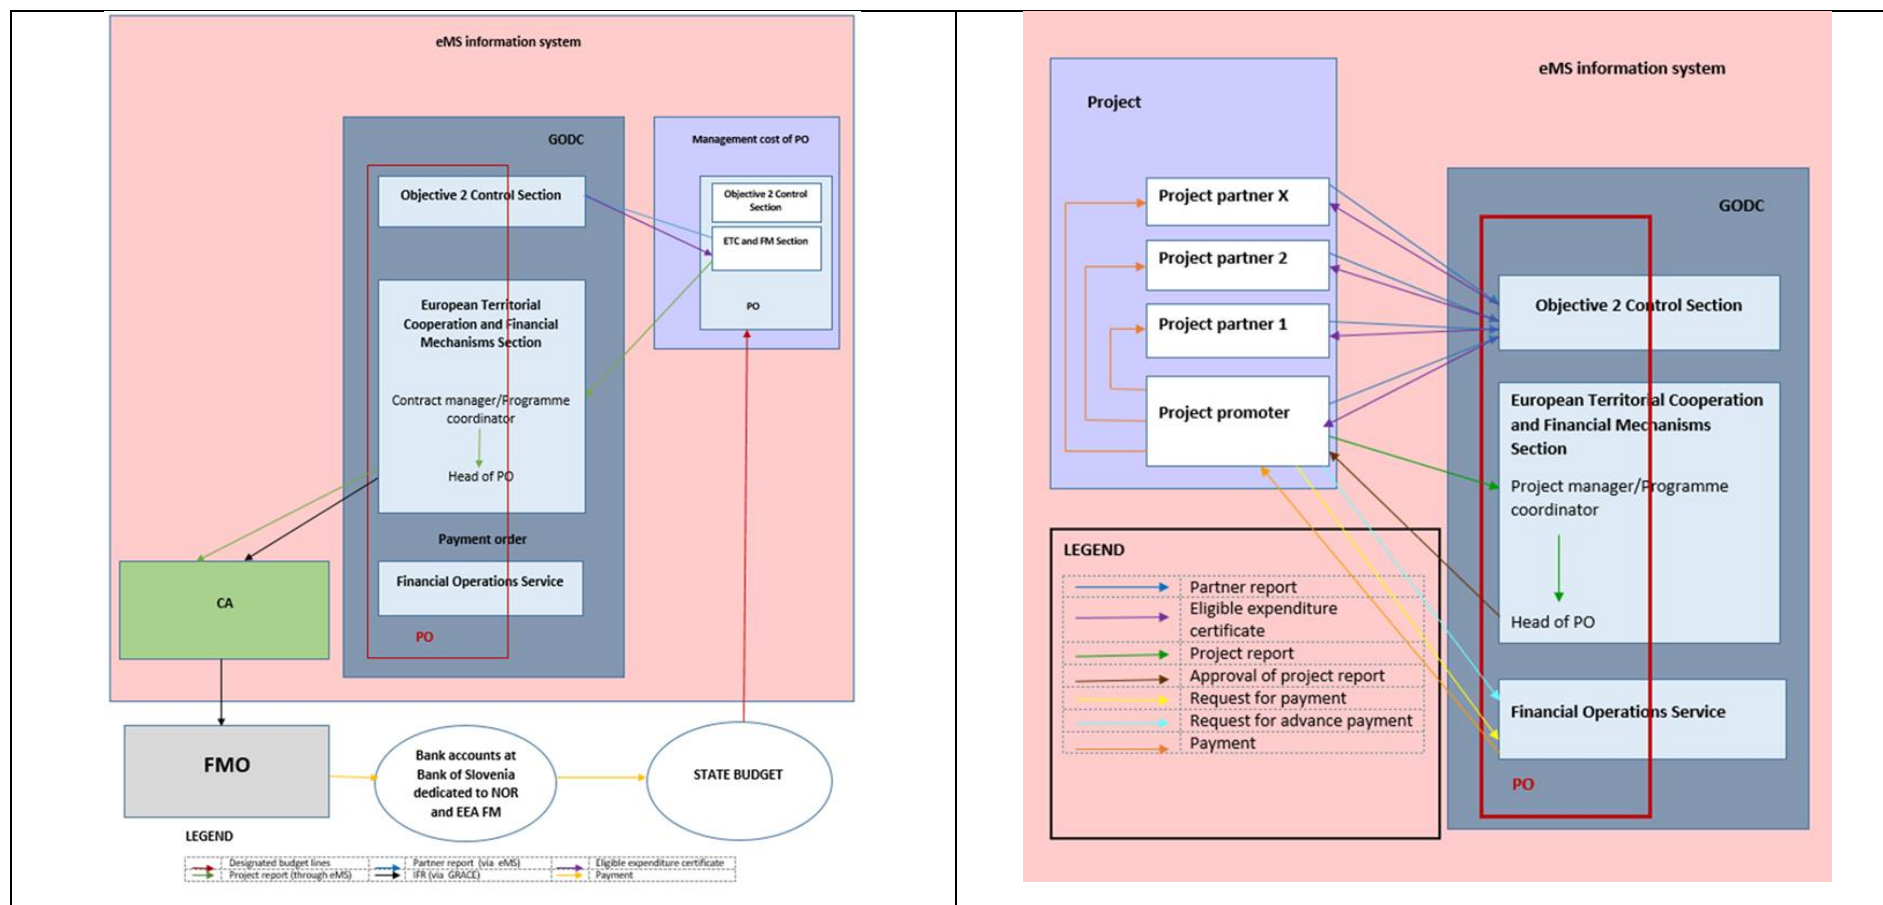 eMS information system
GODC
Management cost of PO
Objective 2 Control Section
Objective 2 Control
Section
ETC and FM Section
PO
European Territorial
Cooperation and Financial
Mechanisms Section
Contract manager/Programme
coordinator
Head of PO
Payment order
Financial Operations Service
PO
CA
FMO
Bank accounts at
Bank of Slovenia
dedicated to NOR
and EEA FM
STATE BUDGET
LEGEND
Designated budget lines
Partner report (via eMS)
Eligible expenditure certificate
Project report (through eMS)
IFR (via GRACE)
Payment
eMS information system
Project
GODC
Project partner X
Project partner 2
Project partner 1
Project promoter
Objective 2 Control Section
European Territorial Cooperation
and Financial Mechanisms
Section
Project manager/Programme
coordinator
Head of PO
Financial Operations Service
PO
LEGEND
Partner report
Eligible expenditure
certificate
Project report
Approval of project report
Request for payment
Request for advance payment
Payment